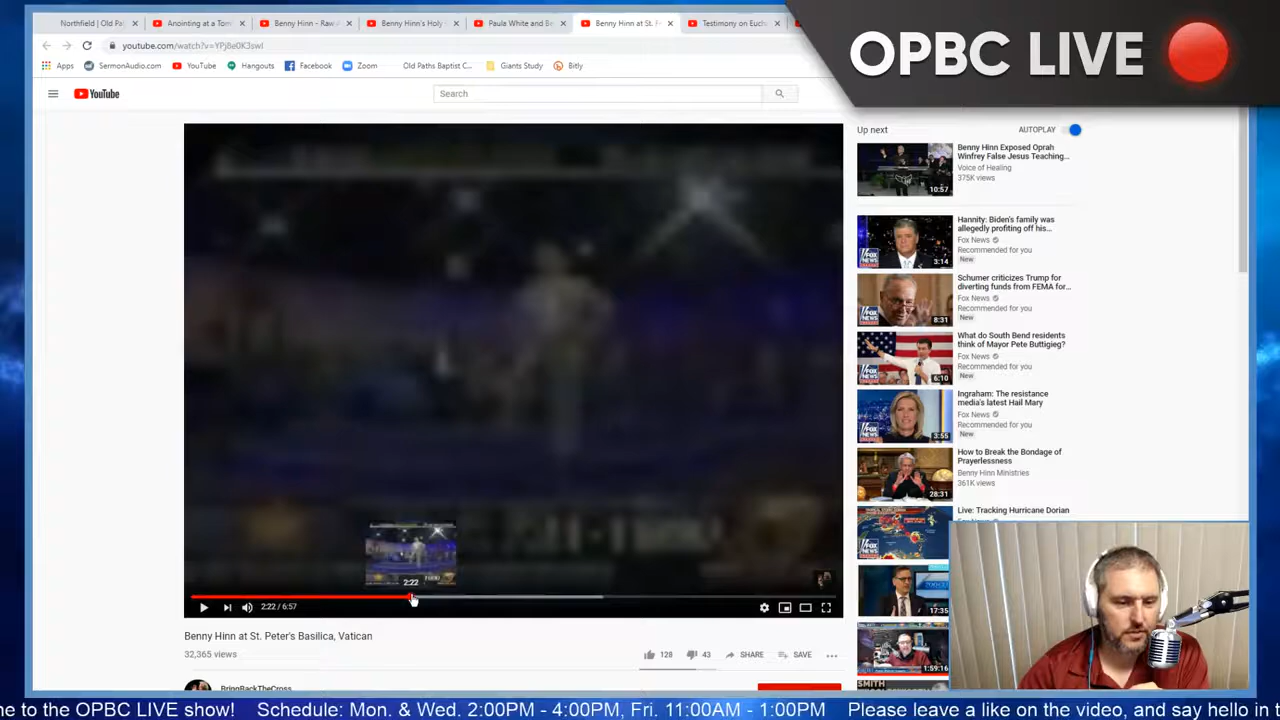 Northfield | Old Pat
Anointing at a Tom
Benny Hinn - Raw
Benny Hinn's Holy
Paula White and Be
Benny Hinn at St. P
Testimony on Euch
OPBC LIVE
youtube.com/watch?v=YPj8e0K3swI
Apps
SermonAudio.com
YouTube
Hangouts
Facebook
Zoom
Old Paths Baptist C...
Giants Study
Bitly
YouTube
Search
Up next
AUTOPLAY
Benny Hinn Exposed Oprah
Winfrey False Jesus Teaching...
Voice of Healing
375K views
10:57
Hannity: Biden's family was
allegedly profiting off his...
Fox News
Recommended for you
New
3:14
Schumer criticizes Trump for
diverting funds from FEMA for...
Fox News
Recommended for you
New
8:31
What do South Bend residents
think of Mayor Pete Buttigieg?
Fox News
Recommended for you
New
6:10
Ingraham: The resistance
media's latest Hail Mary
Fox News
Recommended for you
New
3:55
How to Break the Bondage of
Prayerlessness
Benny Hinn Ministries
361K views
28:31
Live: Tracking Hurricane Dorian
17:35
1:59:16
SMITH
2:22
2:22 / 6:57
Benny Hinn at St. Peter's Basilica, Vatican
32,365 views
128
43
SHARE
SAVE
BringBackTheCross
ne to the OPBC LIVE show! Schedule: Mon. & Wed. 2:00PM - 4:00PM, Fri. 11:00AM - 1:00PM Please leave a like on the video, and say hello in t